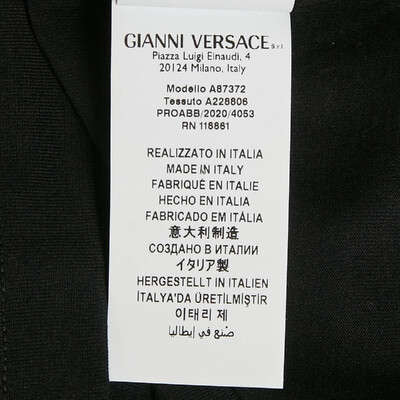 GIANNI VERSACE S.r.l.
Piazza Luigi Einaudi, 4
20124 Milano, Italy
Modello A87372
Tessuto A228806
PROABB/2020/4053
RN 118861
REALIZZATO IN ITALIA
MADE IN ITALY
FABRIQUÉ EN ITALIE
HECHO EN ITALIA
FABRICADO EM ITÁLIA
意大利制造
СОЗДАНО В ИТАЛИИ
イタリア製
HERGESTELLT IN ITALIEN
İTALYA'DA ÜRETİLMİŞTİR
이태리 제
صنع في إيطاليا